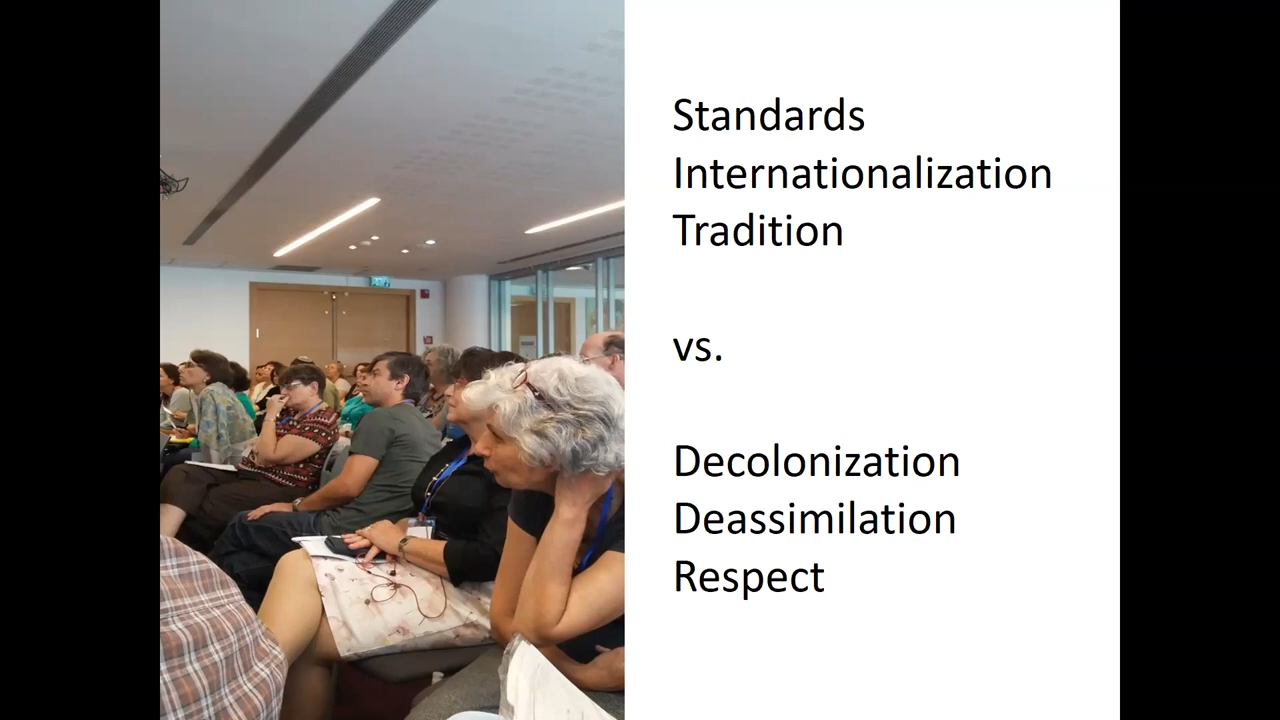 Standards
Internationalization
Tradition
vs.
Decolonization
Deassimilation
Respect